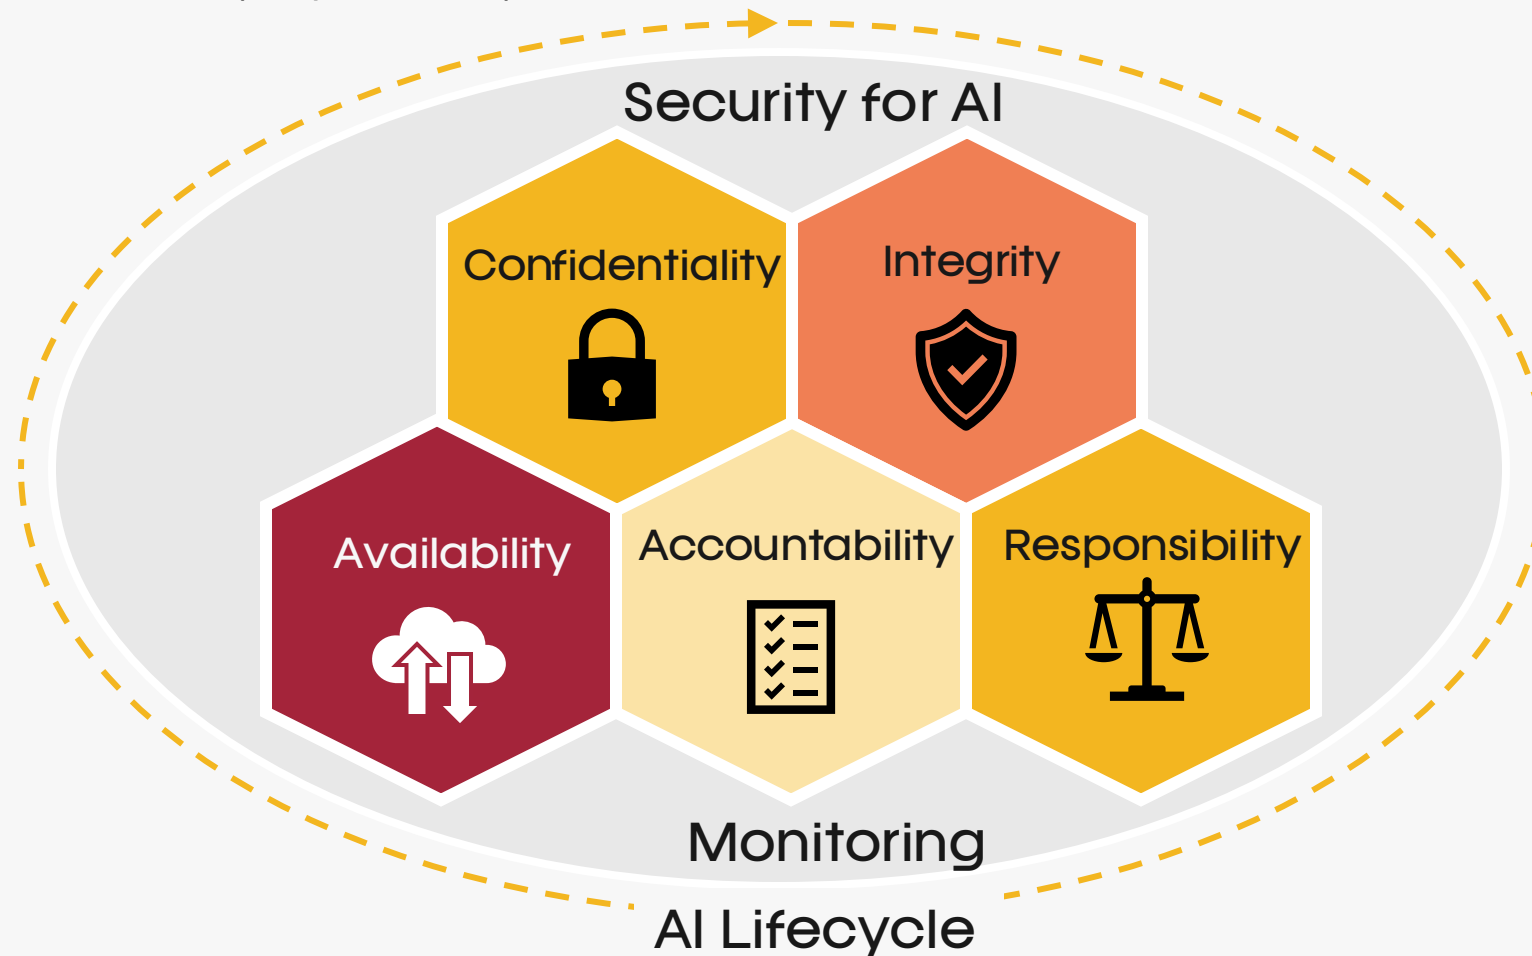 Security for AI
Confidentiality
Integrity
Availability
Accountability
Responsibility
Monitoring
AI Lifecycle